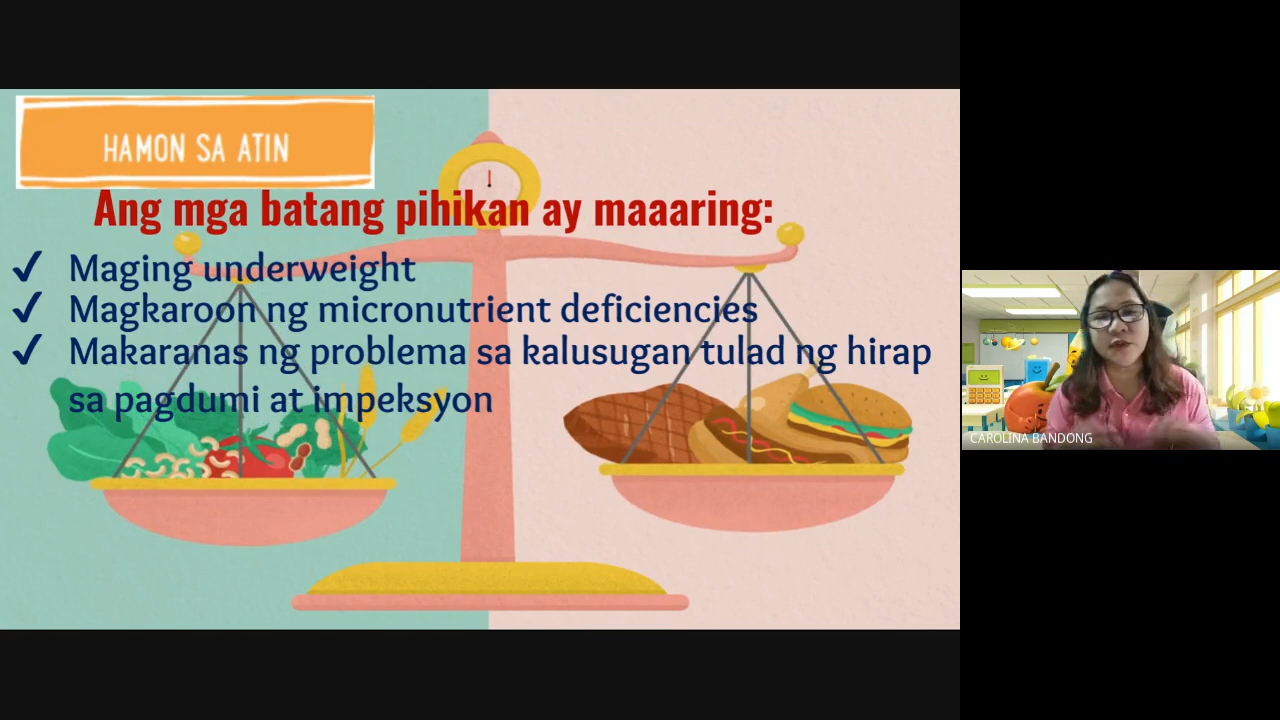 HAMON SA ATIN
Ang mga batang pihikan ay maaaring:
✔ Maging underweight
✔ Magkaroon ng micronutrient deficiencies
✔ Makaranas ng problema sa kalusugan tulad ng hirap
sa pagdumi at impeksyon
CAROLINA BANDONG